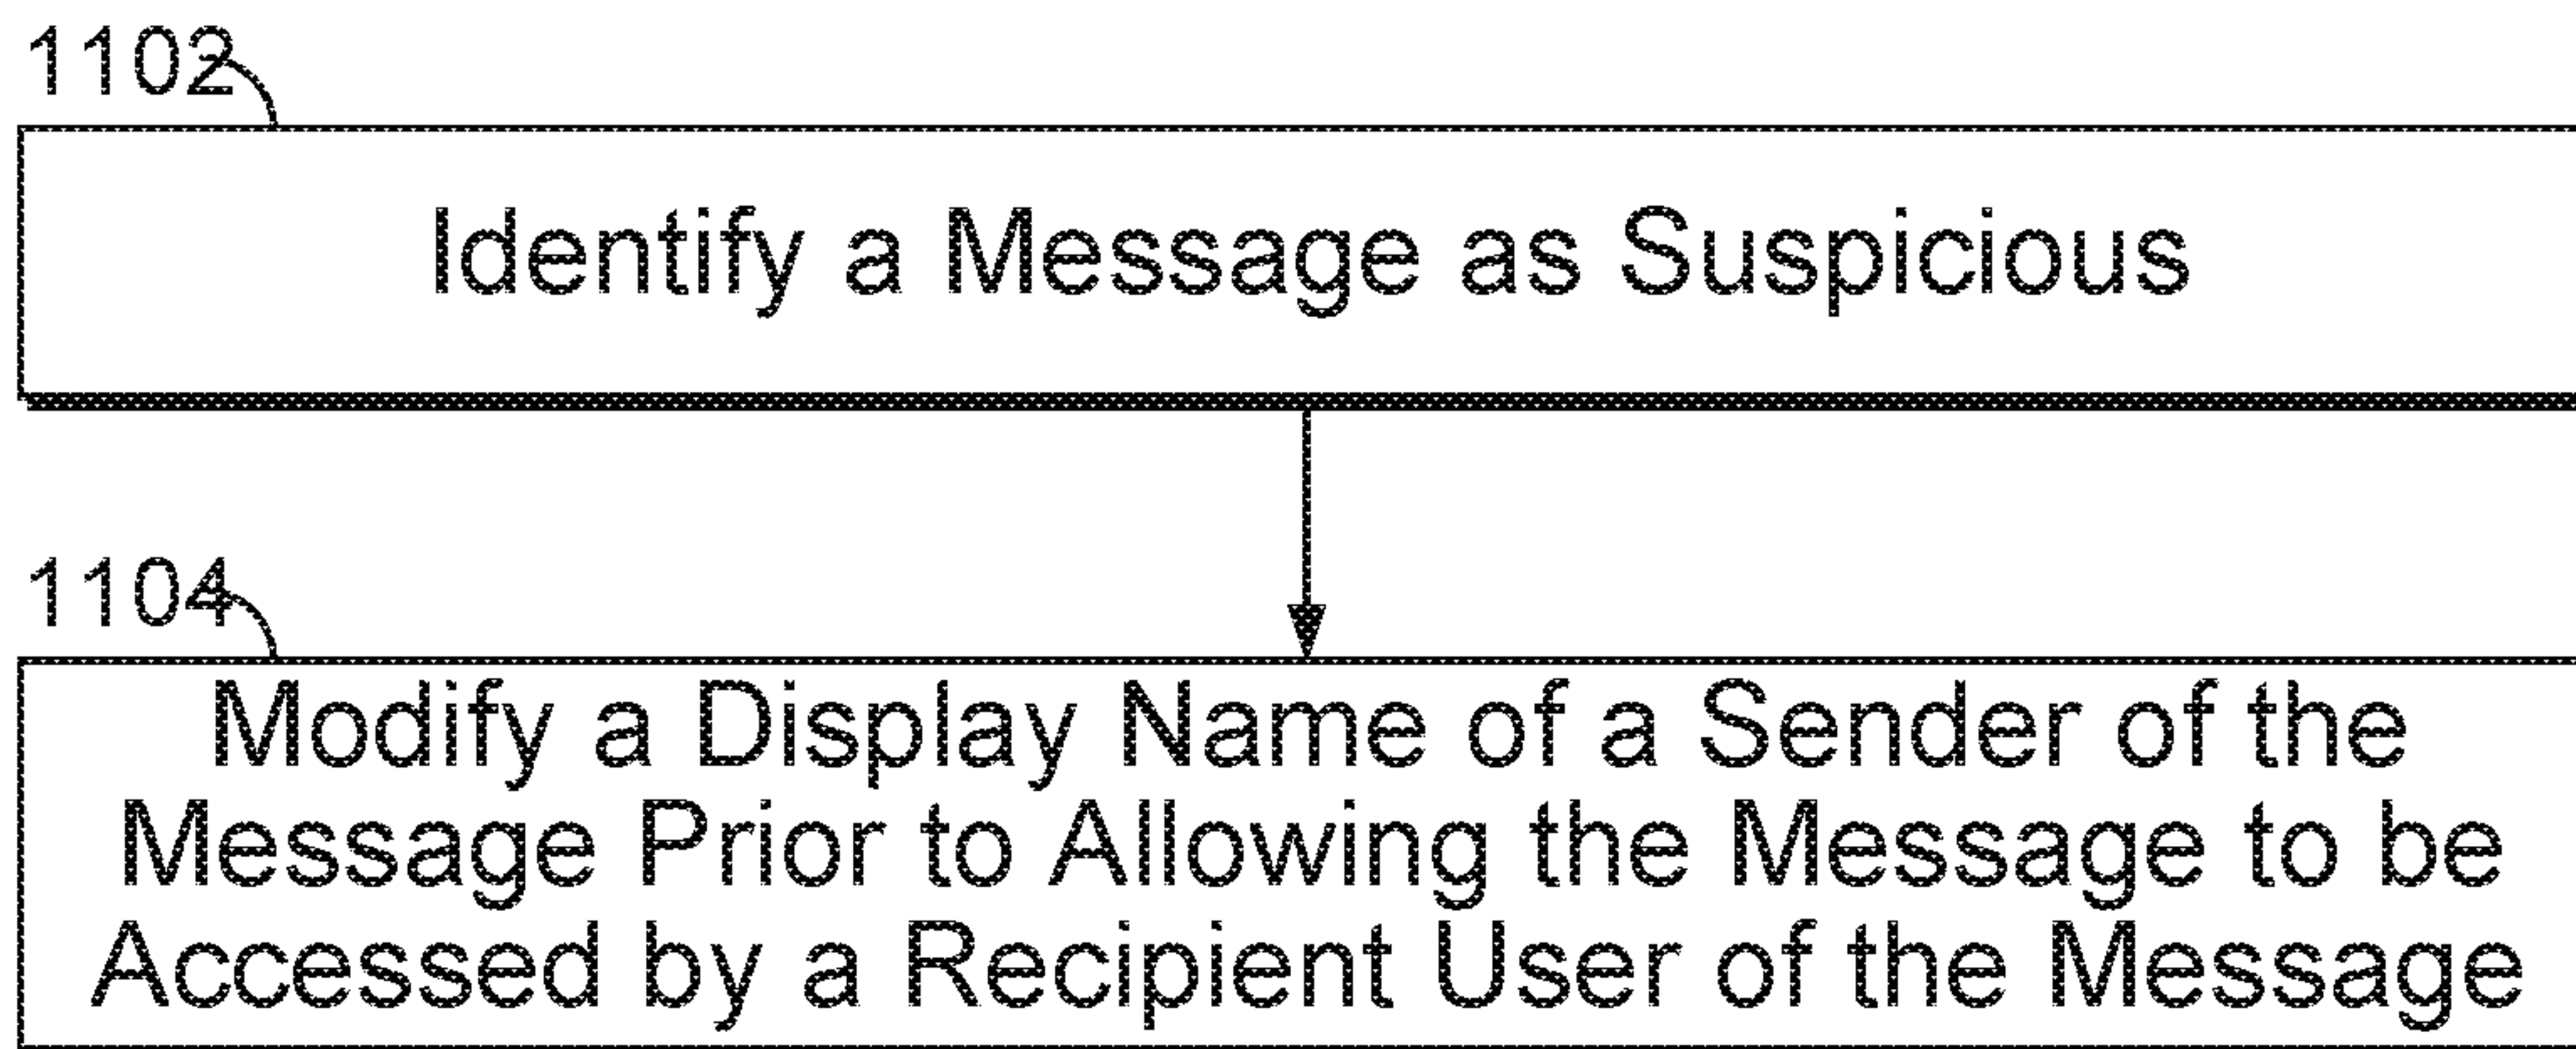 1102
Identify a Message as Suspicious
1104
Modify a Display Name of a Sender of the
Message Prior to Allowing the Message to be
Accessed by a Recipient User of the Message